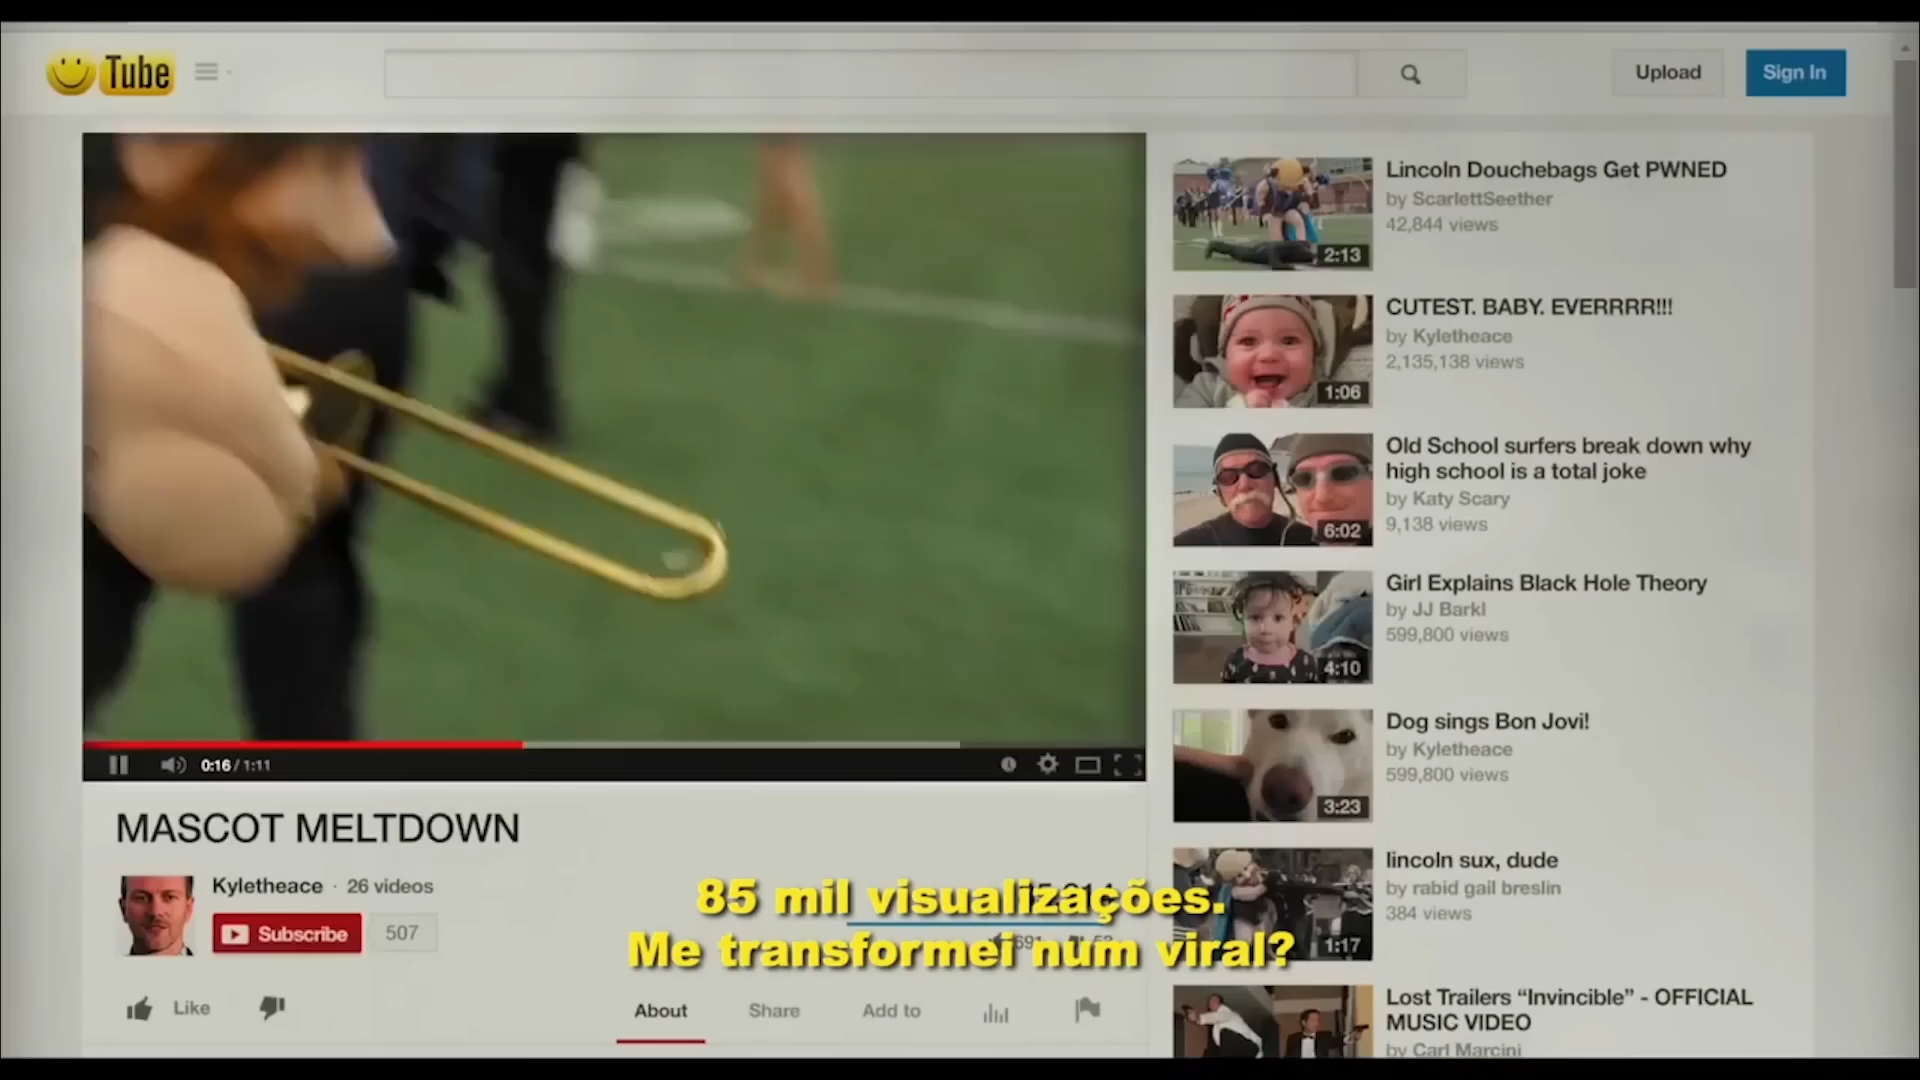 Tube
Upload
Sign In
Lincoln Douchebags Get PWNED
by ScarlettSeether
42,844 views
2:13
CUTEST. BABY. EVERRRR!!!
by Kyletheace
2,135,138 views
1:06
Old School surfers break down why
high school is a total joke
by Katy Scary
9,138 views
6:02
Girl Explains Black Hole Theory
by JJ Barkl
599,800 views
4:10
Dog sings Bon Jovi!
by Kyletheace
599,800 views
3:23
lincoln sux, dude
by rabid gail breslin
384 views
1:17
Lost Trailers “Invincible” - OFFICIAL
MUSIC VIDEO
by Carl Marcini
0:16 / 1:11
MASCOT MELTDOWN
Kyletheace · 26 videos
Subscribe 507
85 mil visualizações.
Me transformei num viral?
Like
About Share Add to